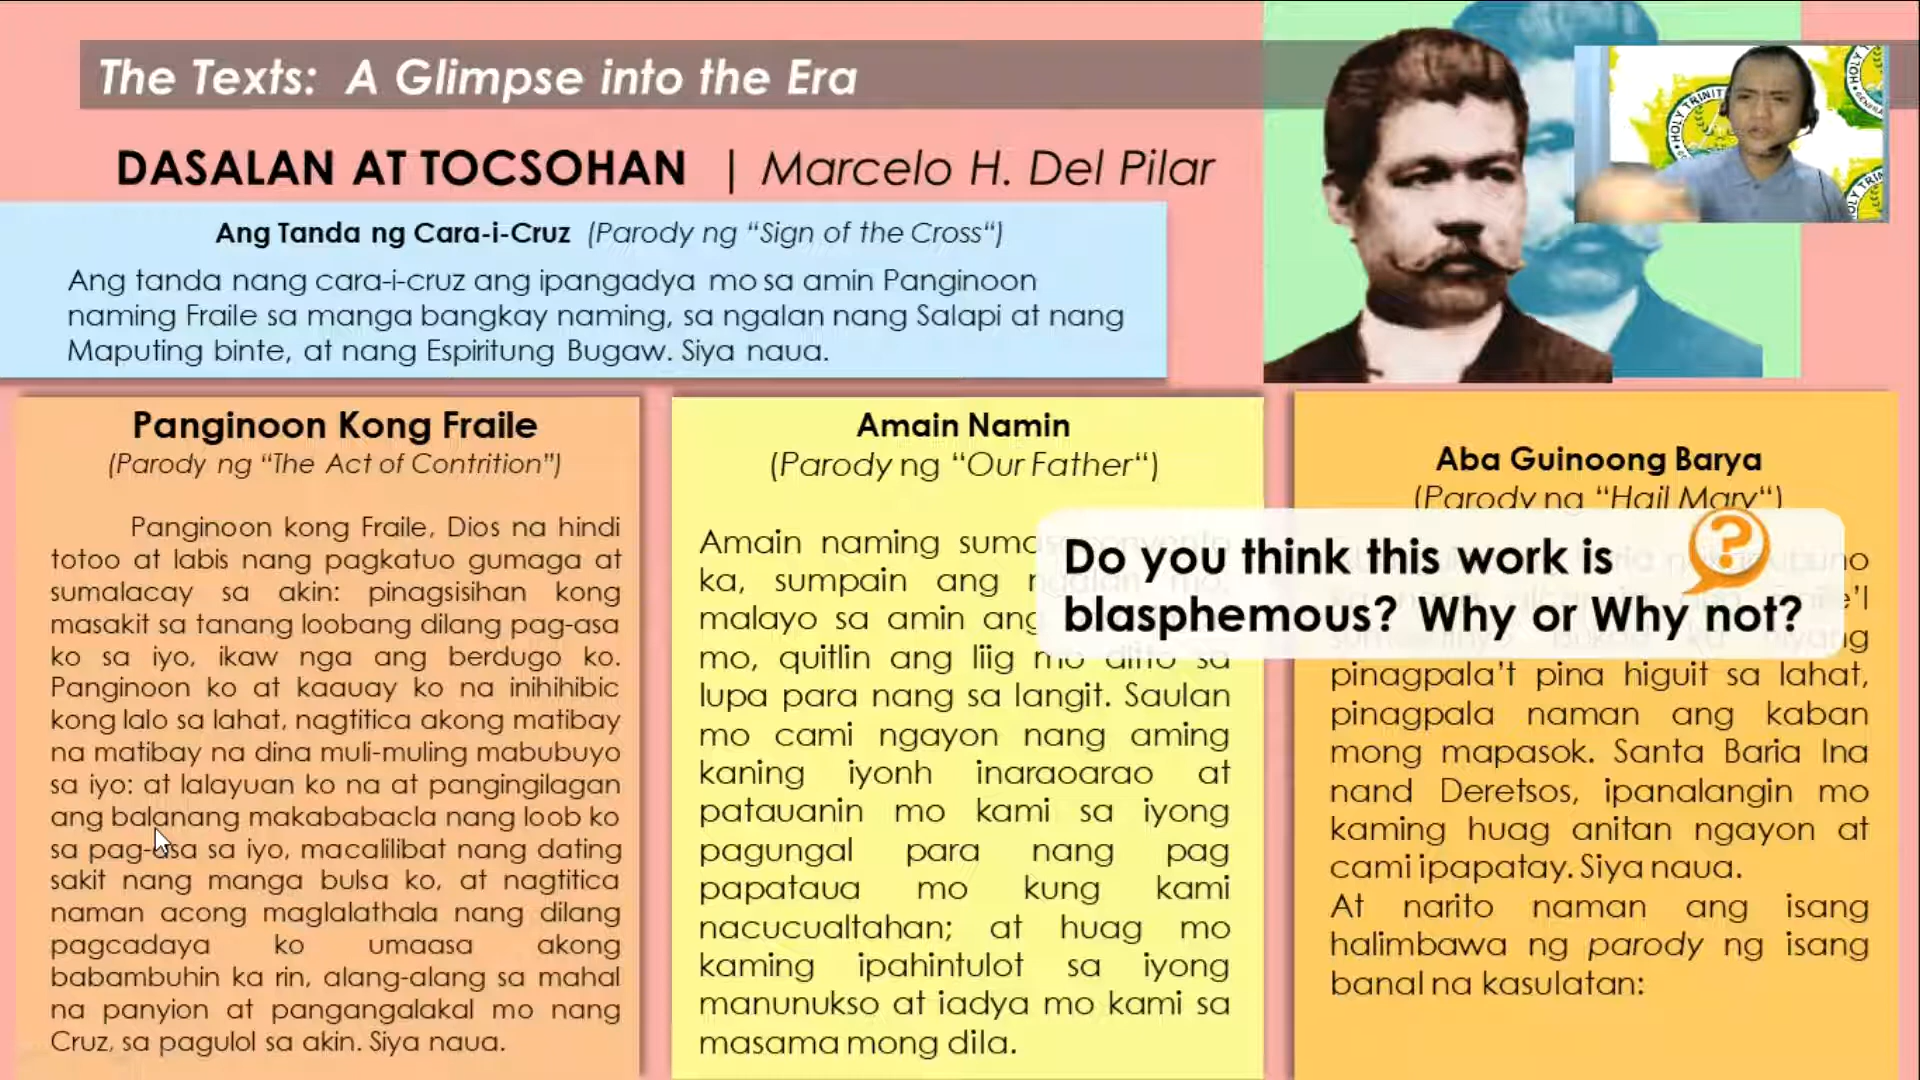 The Texts: A Glimpse into the Era
DASALAN AT TOCSOHAN | Marcelo H. Del Pilar
Ang Tanda ng Cara-i-Cruz (Parody ng “Sign of the Cross“)
Ang tanda nang cara-i-cruz ang ipangadya mo sa amin Panginoon
naming Fraile sa manga bangkay naming, sa ngalan nang Salapi at nang
Maputing binte, at nang Espiritung Bugaw. Siya naua.
Panginoon Kong Fraile
(Parody ng “The Act of Contrition”)
Panginoon kong Fraile, Dios na hindi
totoo at labis nang pagkatuo gumaga at
sumalacay sa akin: pinagsisihan kong
masakit sa tanang loobang dilang pag-asa
ko sa iyo, ikaw nga ang berdugo ko.
Panginoon ko at kaauay ko na inihihibic
kong lalo sa lahat, nagtitica akong matibay
na matibay na dina muli-muling mabubuyo
sa iyo: at lalayuan ko na at pangingilagan
ang balanang makababacla nang loob ko
sa pag-asa sa iyo, macalilibat nang dating
sakit nang manga bulsa ko, at nagtitica
naman acong maglalathala nang dilang
pagcadaya ko umaasa akong
babambuhin ka rin, alang-alang sa mahal
na panyion at pangangalakal mo nang
Cruz, sa pagulol sa akin. Siya naua.
Amain Namin
(Parody ng “Our Father“)
Amain naming
ka, sumpain ang
malayo sa amin ang
mo, quitlin ang liig mo ditto sa
lupa para nang sa langit. Saulan
mo cami ngayon nang aming
kaning iyonh inaraoarao at
patauanin mo kami sa iyong
pagungal para nang pag
papataua mo kung kami
nacucualtahan; at huag mo
kaming ipahintulot sa iyong
manunukso at iadya mo kami sa
masama mong dila.
Aba Guinoong Barya
(Parody ng “Hail Mary“)
Do you think this work is
blasphemous? Why or Why not?
pinagpala’t pina higuit sa lahat,
pinagpala naman ang kaban
mong mapasok. Santa Baria Ina
nand Deretsos, ipanalangin mo
kaming huag anitan ngayon at
cami ipapatay. Siya naua.
At narito naman ang isang
halimbawa ng parody ng isang
banal na kasulatan: